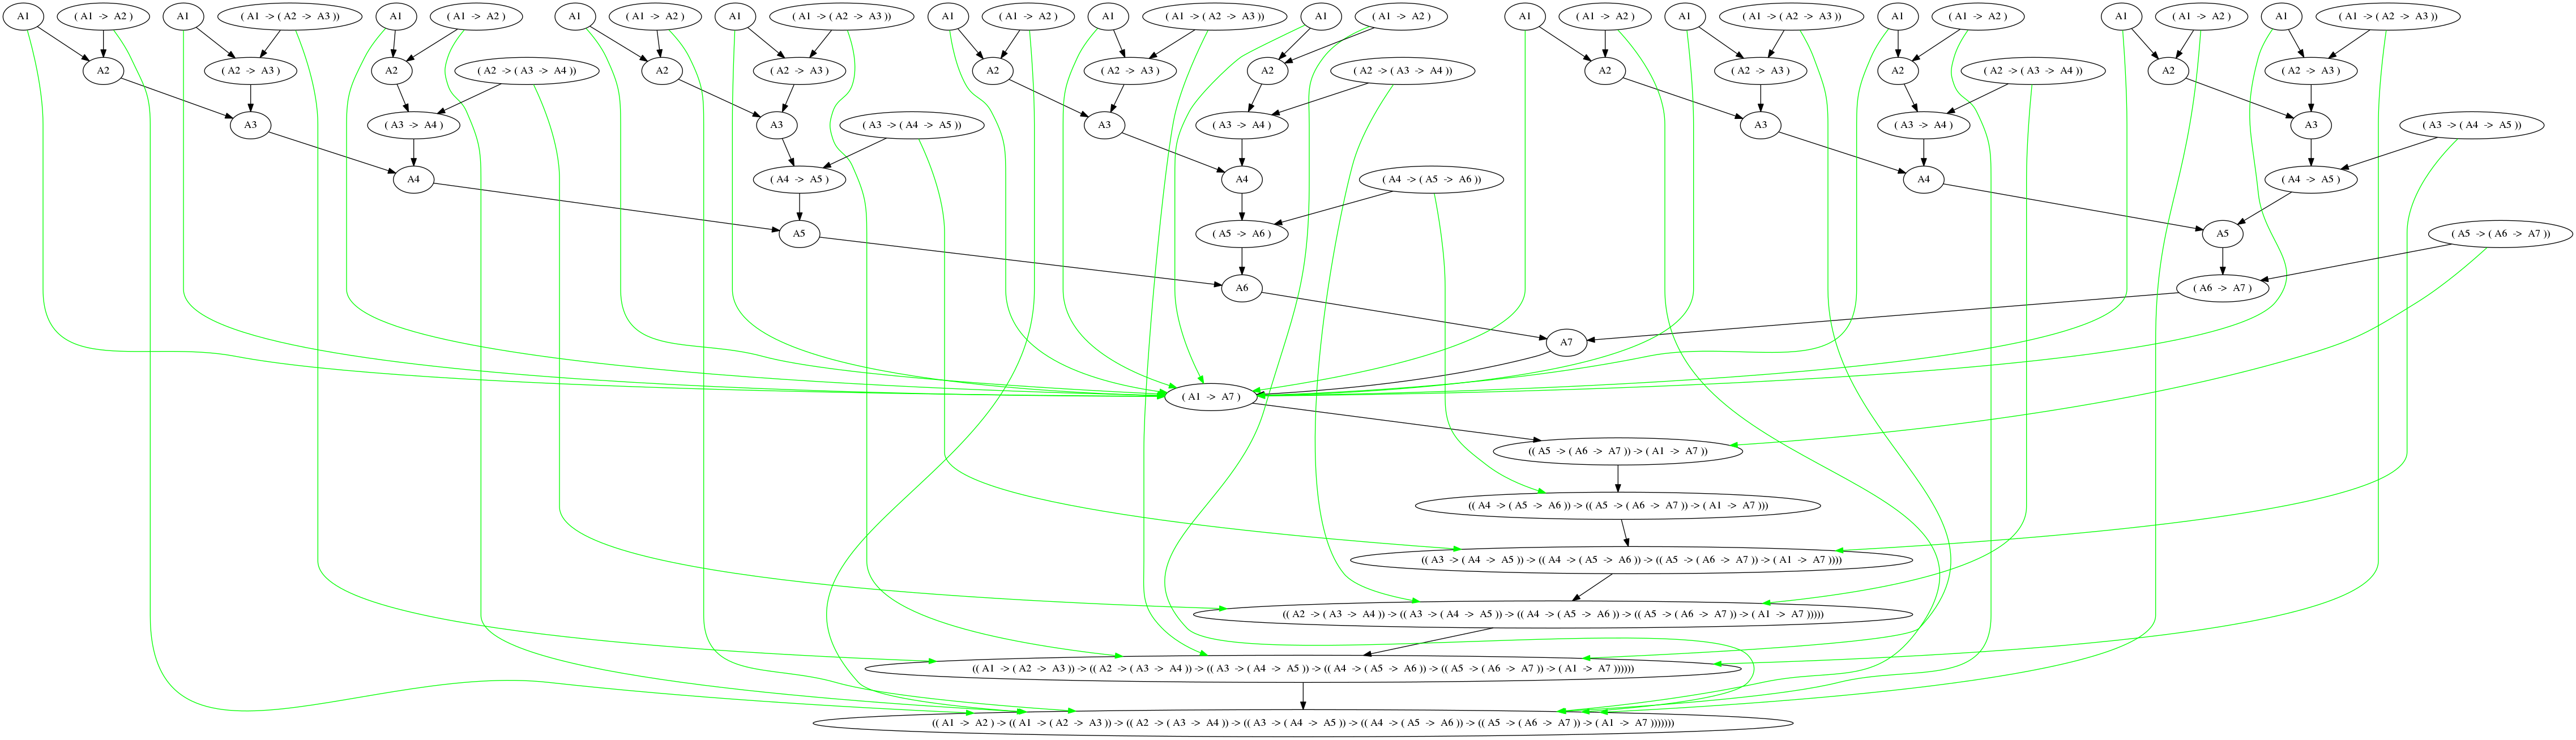 A1 ( A1 -> A2 ) A1 ( A1 -> ( A2 -> A3 )) A1 ( A1 -> A2 ) A1 ( A1 -> A2 ) A1 ( A1 -> ( A2 -> A3 )) A1 ( A1 -> A2 ) A1 ( A1 -> ( A2 -> A3 )) A1 ( A1 -> A2 ) A1 ( A1 -> A2 ) A1 ( A1 -> ( A2 -> A3 )) A1 ( A1 -> A2 ) A1 ( A1 -> A2 ) A1 ( A1 -> ( A2 -> A3 ))
A2 ( A2 -> A3 ) A2 ( A2 -> ( A3 -> A4 )) A2 ( A2 -> A3 ) A2 ( A2 -> A3 ) A2 ( A2 -> ( A3 -> A4 )) A2 ( A2 -> A3 ) A2 ( A2 -> ( A3 -> A4 )) A2 ( A2 -> A3 )
A3 ( A3 -> A4 ) A3 ( A3 -> ( A4 -> A5 )) A3 ( A3 -> A4 ) A3 ( A3 -> A4 ) A3 ( A3 -> ( A4 -> A5 ))
A4 ( A4 -> A5 ) A4 ( A4 -> ( A5 -> A6 )) A4 ( A4 -> A5 )
A5 ( A5 -> A6 ) A5 ( A5 -> ( A6 -> A7 ))
A6 ( A6 -> A7 )
A7
( A1 -> A7 )
(( A5 -> ( A6 -> A7 )) -> ( A1 -> A7 ))
(( A4 -> ( A5 -> A6 )) -> (( A5 -> ( A6 -> A7 )) -> ( A1 -> A7 )))
(( A3 -> ( A4 -> A5 )) -> (( A4 -> ( A5 -> A6 )) -> (( A5 -> ( A6 -> A7 )) -> ( A1 -> A7 ))))
(( A2 -> ( A3 -> A4 )) -> (( A3 -> ( A4 -> A5 )) -> (( A4 -> ( A5 -> A6 )) -> (( A5 -> ( A6 -> A7 )) -> ( A1 -> A7 )))))
(( A1 -> ( A2 -> A3 )) -> (( A2 -> ( A3 -> A4 )) -> (( A3 -> ( A4 -> A5 )) -> (( A4 -> ( A5 -> A6 )) -> (( A5 -> ( A6 -> A7 )) -> ( A1 -> A7 ))))))
(( A1 -> A2 ) -> (( A1 -> ( A2 -> A3 )) -> (( A2 -> ( A3 -> A4 )) -> (( A3 -> ( A4 -> A5 )) -> (( A4 -> ( A5 -> A6 )) -> (( A5 -> ( A6 -> A7 )) -> ( A1 -> A7 )))))))